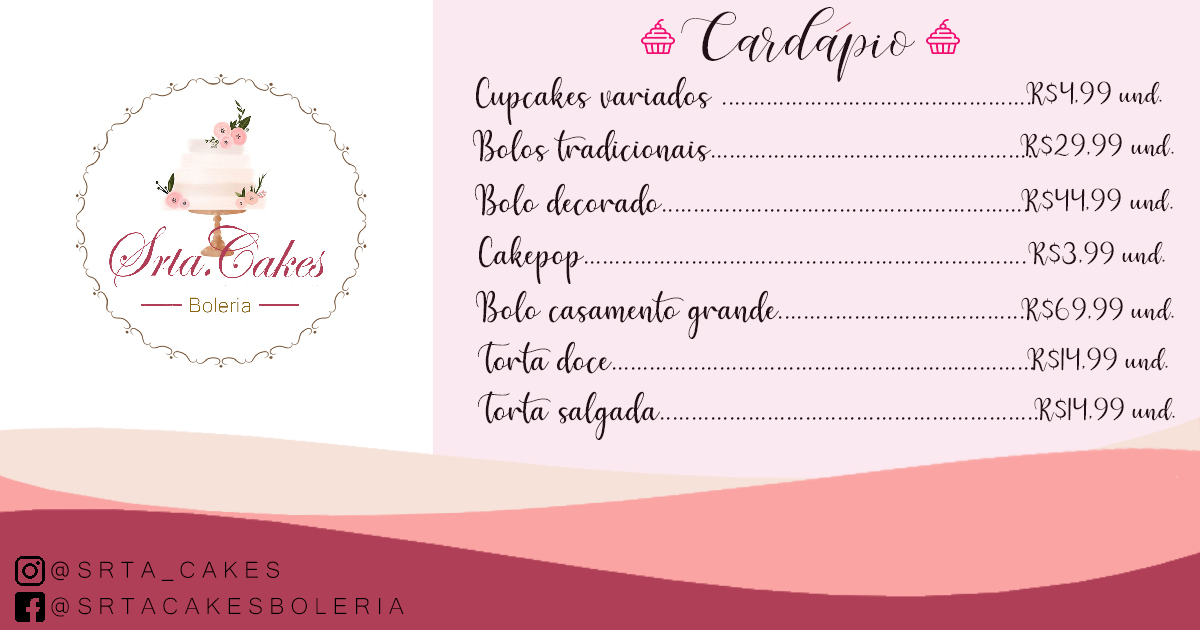 Cardápio
Cupcakes variados ........................................R$4,99 und.
Bolos tradicionais..........................................R$29,99 und.
Bolo decorado...............................................R$44,99 und.
Cakepop.........................................................R$3,99 und.
Bolo casamento grande................................R$69,99 und.
Torta doce......................................................R$14,99 und.
Torta salgada................................................R$14,99 und.
Srta.Cakes
Boleria
@SRTA_CAKES
@SRTACAKESBOLERIA